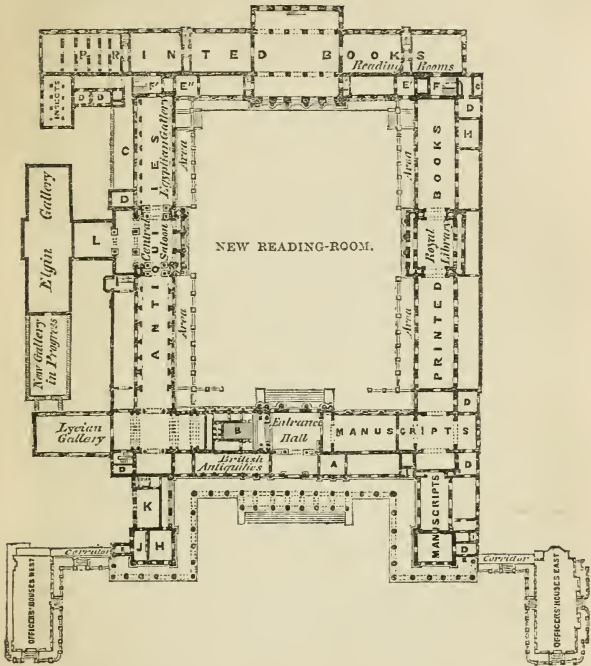 PRINTED BOOKS
Reading Rooms
INSECTS
D
D
F'
E"
E
F
C
D
H
C
D
Egyptian Gallery
Area
Area
BOOKS
Elgin Gallery
L
Central Saloon
ANTIQUITIES
NEW READING-ROOM.
Royal Library
PRINTED
Area
Area
New Gallery
in Progress
D
Lycian
Gallery
B
Entrance
Hall
MANUSCRIPTS
D
British
Antiquities
A
D
K
MANUSCRIPTS
J
H
D
Corridor
Corridor
OFFICERS' HOUSES WEST
OFFICERS' HOUSES EAST